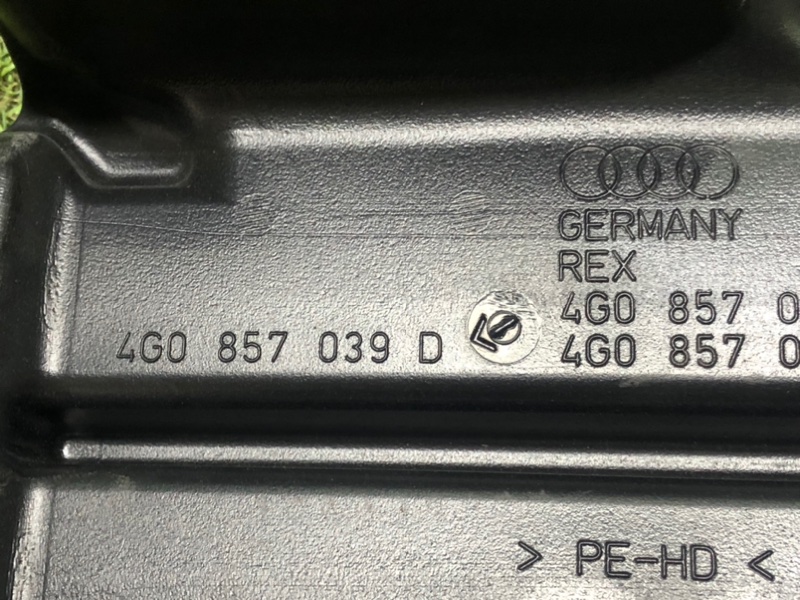 GERMANY
REX
4G0 857 0
4G0 857 039 D
4G0 857 0
> PE-HD <